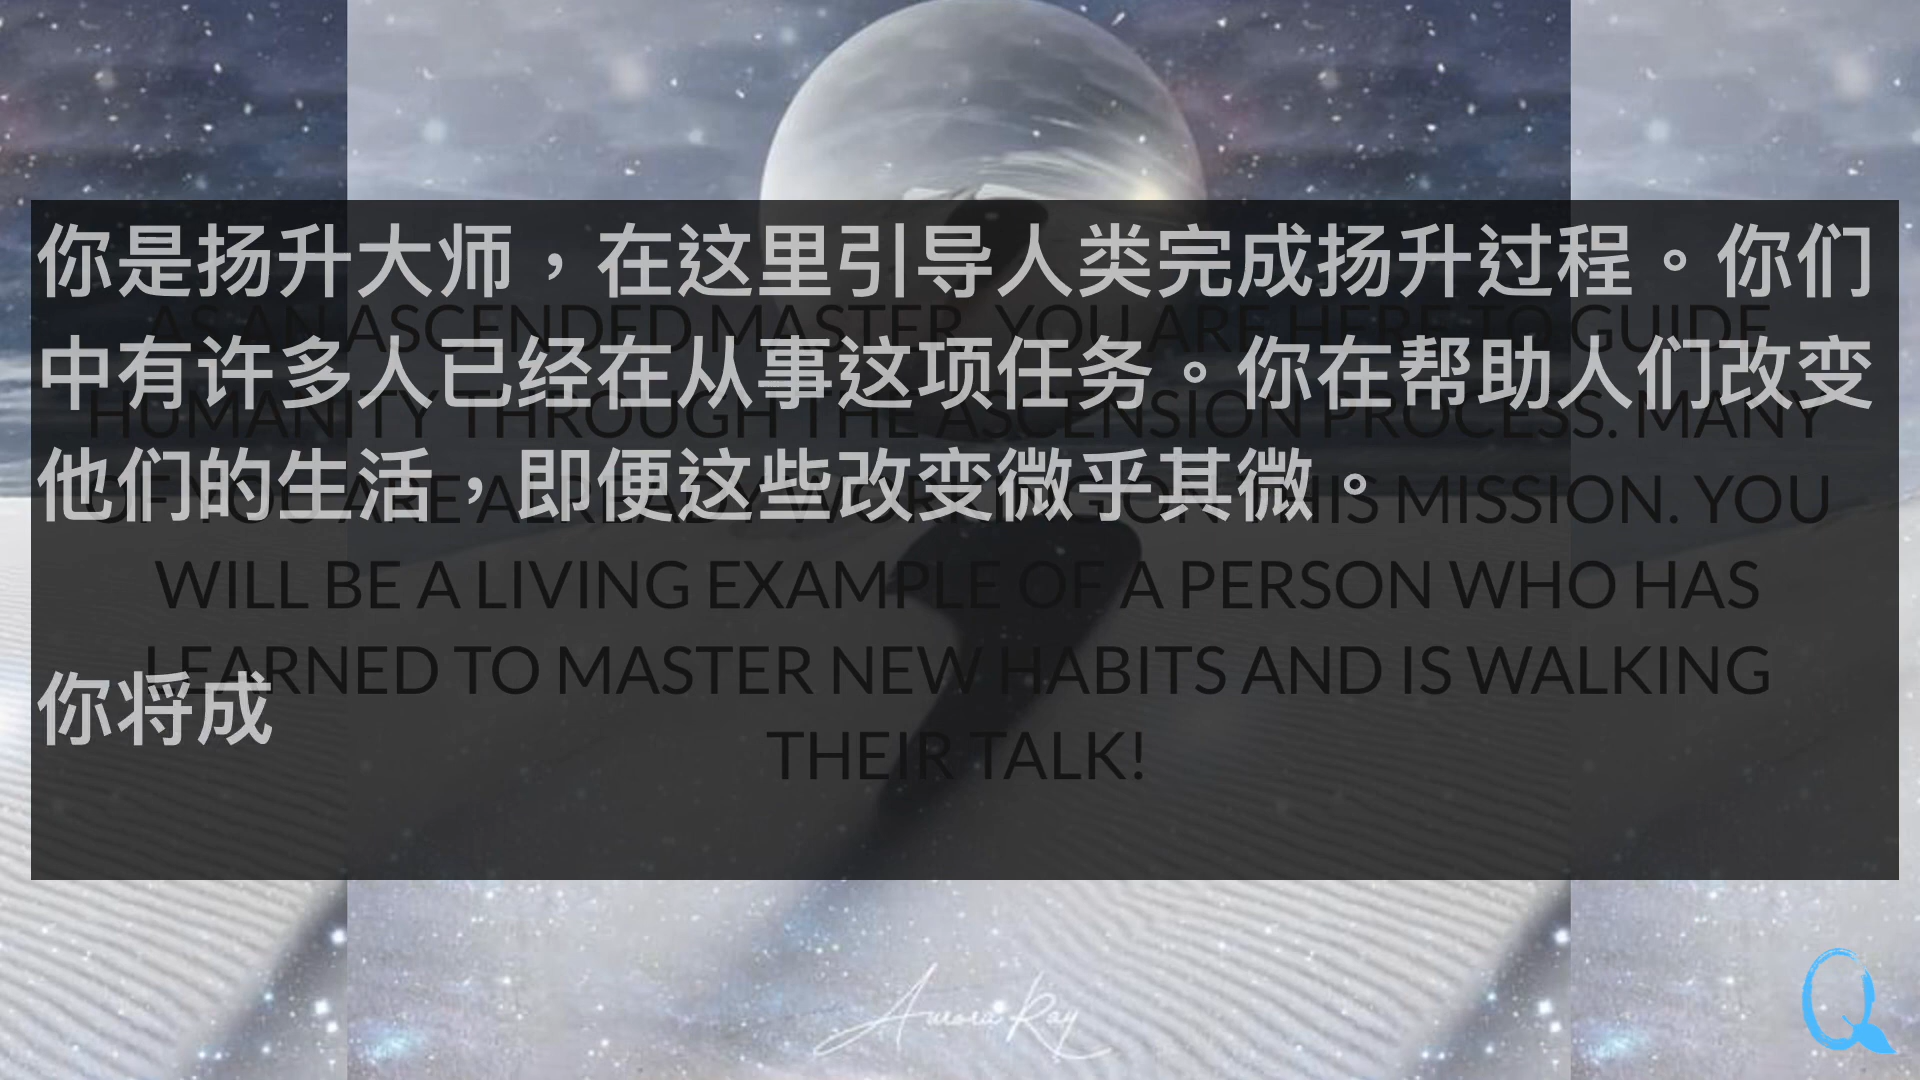 你是扬升大师，在这里引导人类完成扬升过程。你们
中有许多人已经在从事这项任务。你在帮助人们改变
他们的生活，即便这些改变微乎其微。
你将成
AS AN ASCENDED MASTER, YOU ARE HERE TO GUIDE
HUMANITY THROUGH THE ASCENSION PROCESS. MANY
OF YOU ARE ALREADY WORKING ON THIS MISSION. YOU
WILL BE A LIVING EXAMPLE OF A PERSON WHO HAS
LEARNED TO MASTER NEW HABITS AND IS WALKING
THEIR TALK!
Aurora Ray
Q